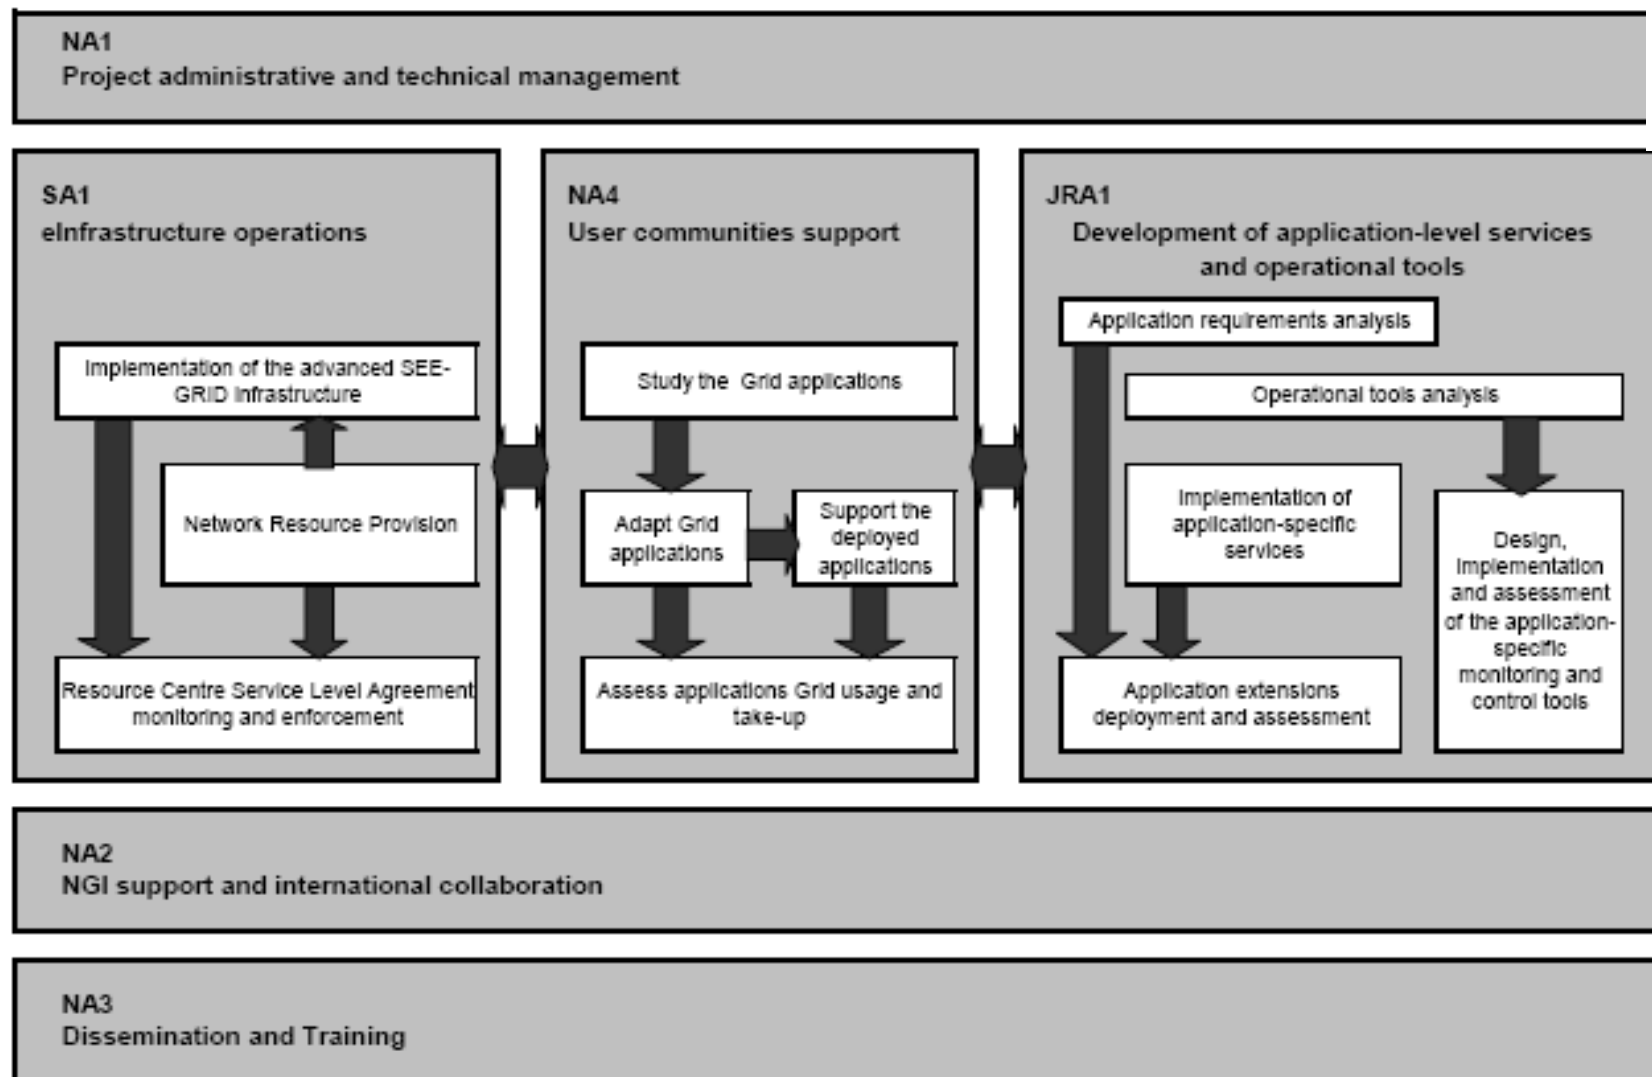 NA1
Project administrative and technical management
SA1
eInfrastructure operations
Implementation of the advanced SEE-
GRID Infrastructure
Network Resource Provision
Resource Centre Service Level Agreement
monitoring and enforcement
NA4
User communities support
Study the Grid applications
Adapt Grid
applications
Support the
deployed
applications
Assess applications Grid usage and
take-up
JRA1
Development of application-level services
and operational tools
Application requirements analysis
Operational tools analysis
Implementation of
application-specific
services
Application extensions
deployment and assessment
Design,
Implementation
and assessment
of the application-
specific
monitoring and
control tools
NA2
NGI support and international collaboration
NA3
Dissemination and Training